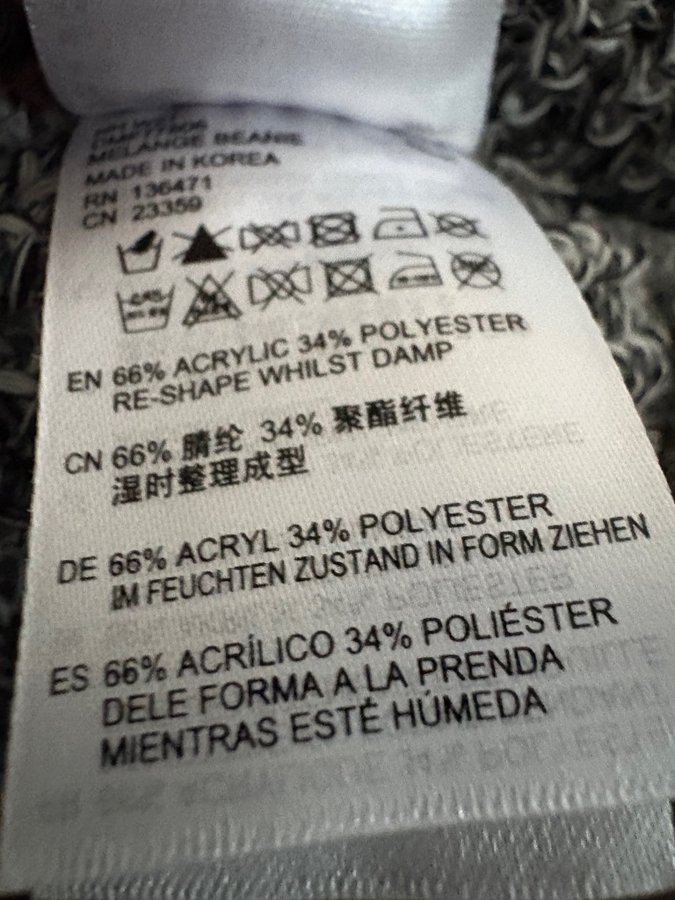 MELANGE BEANIE
MADE IN KOREA
RN 136471
CN 23359
EN 66% ACRYLIC 34% POLYESTER
RE-SHAPE WHILST DAMP
CN 66% 腈纶 34% 聚酯纤维
湿时整理成型
DE 66% ACRYL 34% POLYESTER
IM FEUCHTEN ZUSTAND IN FORM ZIEHEN
ES 66% ACRÍLICO 34% POLIÉSTER
DELE FORMA A LA PRENDA
MIENTRAS ESTÉ HÚMEDA